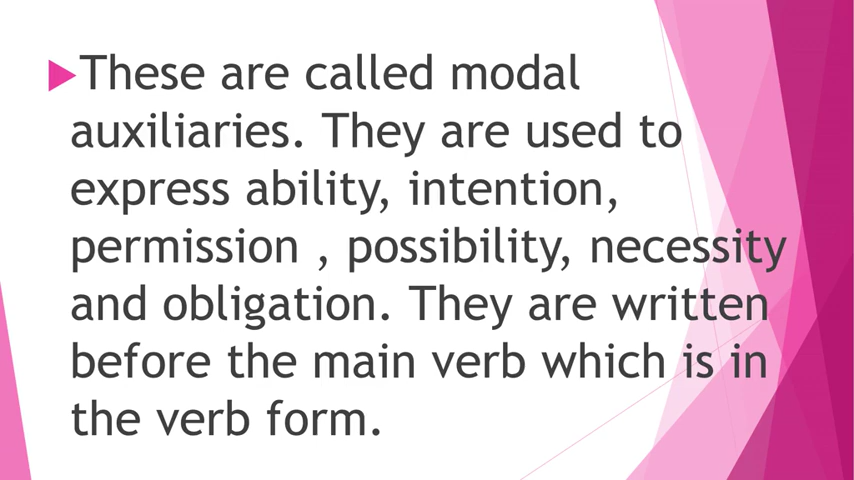 These are called modal
auxiliaries. They are used to
express ability, intention,
permission , possibility, necessity
and obligation. They are written
before the main verb which is in
the verb form.